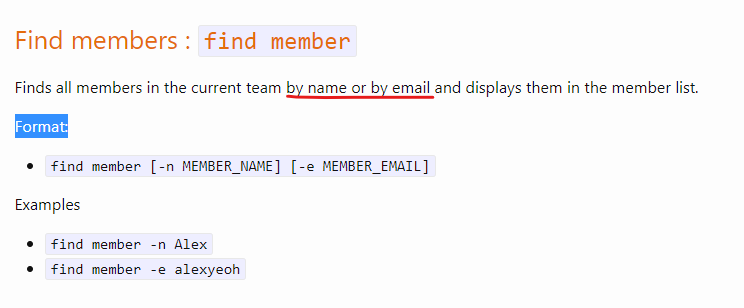 Find members : find member
Finds all members in the current team by name or by email and displays them in the member list.
Format:
find member [-n MEMBER_NAME] [-e MEMBER_EMAIL]
Examples
find member -n Alex
find member -e alexyeoh